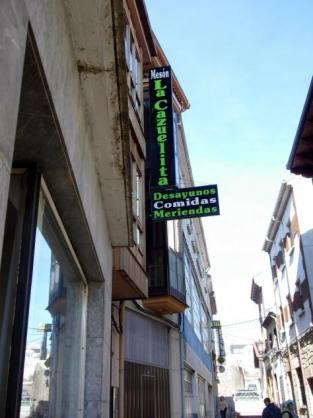 Mesón
La Cazuelita
Desayunos
Comidas
Meriendas